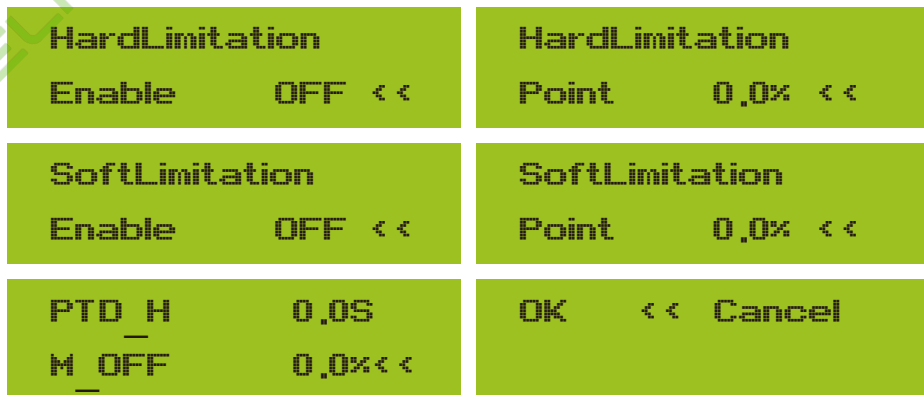 HardLimitation
Enable OFF <<
HardLimitation
Point 0.0% <<
SoftLimitation
Enable OFF <<
SoftLimitation
Point 0.0% <<
PTD_H 0.0S
M_OFF 0.0%<<
OK << Cancel